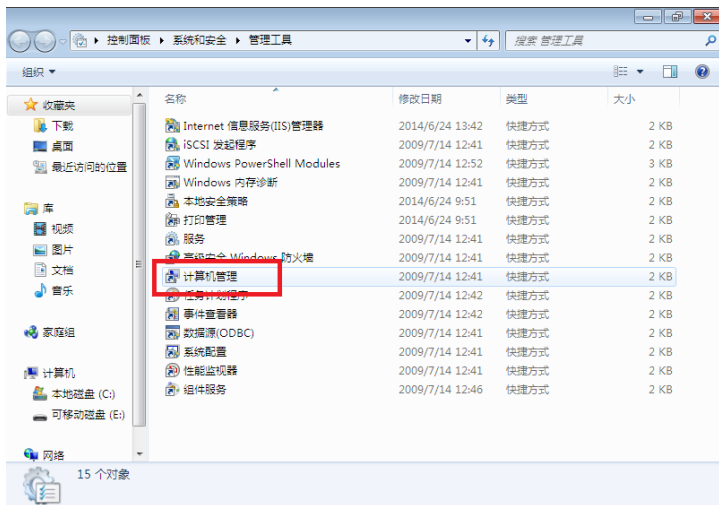 控制面板 ▸ 系统和安全 ▸ 管理工具
搜索 管理工具
组织
收藏夹
下载
桌面
最近访问的位置
库
视频
图片
文档
音乐
家庭组
计算机
本地磁盘 (C:)
可移动磁盘 (E:)
网络
名称 修改日期 类型 大小
Internet 信息服务(IIS)管理器 2014/6/24 13:42 快捷方式 2 KB
iSCSI 发起程序 2009/7/14 12:41 快捷方式 2 KB
Windows PowerShell Modules 2009/7/14 12:52 快捷方式 3 KB
Windows 内存诊断 2009/7/14 12:41 快捷方式 2 KB
本地安全策略 2014/6/24 9:51 快捷方式 2 KB
打印管理 2014/6/24 9:51 快捷方式 2 KB
服务 2009/7/14 12:41 快捷方式 2 KB
高级安全 Windows 防火墙 2009/7/14 12:41 快捷方式 2 KB
计算机管理 2009/7/14 12:41 快捷方式 2 KB
任务计划程序 2009/7/14 12:42 快捷方式 2 KB
事件查看器 2009/7/14 12:42 快捷方式 2 KB
数据源(ODBC) 2009/7/14 12:41 快捷方式 2 KB
系统配置 2009/7/14 12:41 快捷方式 2 KB
性能监视器 2009/7/14 12:41 快捷方式 2 KB
组件服务 2009/7/14 12:46 快捷方式 2 KB
15 个对象